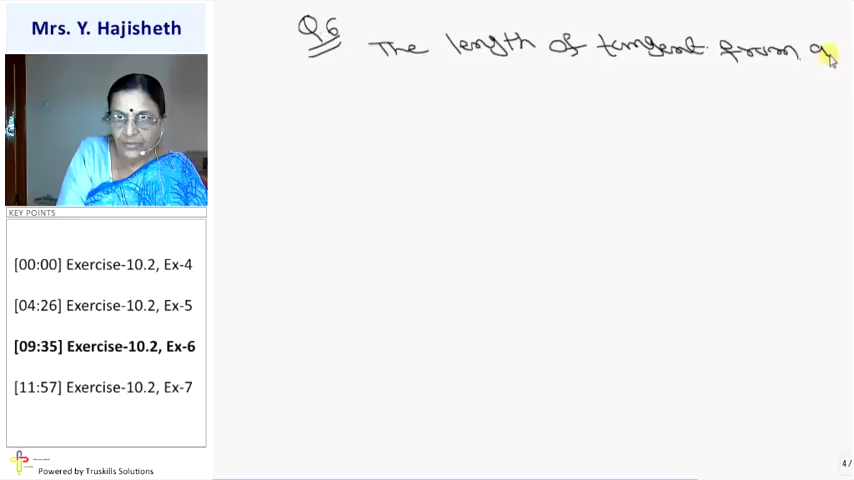 Mrs. Y. Hajisheth
Q6
The length of tangent from a
KEY POINTS
[00:00] Exercise-10.2, Ex-4
[04:26] Exercise-10.2, Ex-5
[09:35] Exercise-10.2, Ex-6
[11:57] Exercise-10.2, Ex-7
Powered by Truskills Solutions
4/